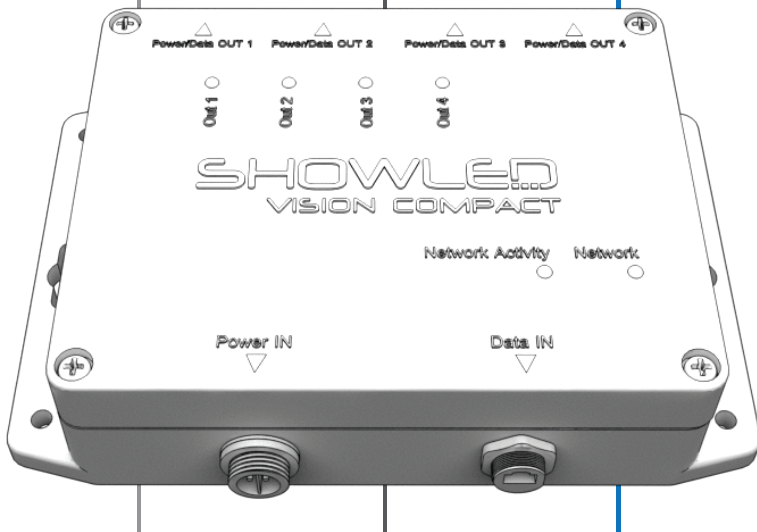 Power/Data OUT 1 Power/Data OUT 2 Power/Data OUT 3 Power/Data OUT 4
Out 1 Out 2 Out 3 Out 4
SHOWLED
VISION COMPACT
Network Activity Network
Power IN Data IN